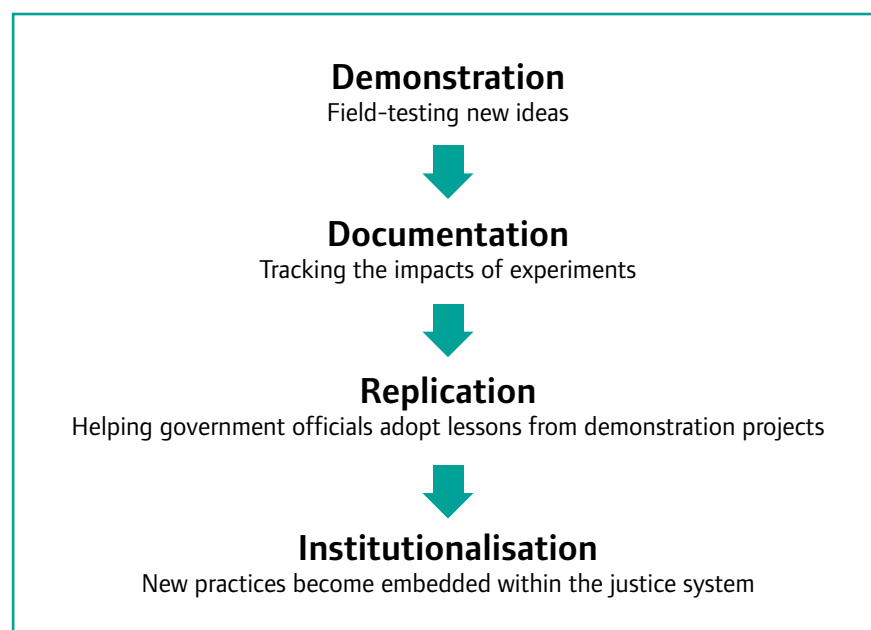 Demonstration
Field-testing new ideas
Documentation
Tracking the impacts of experiments
Replication
Helping government officials adopt lessons from demonstration projects
Institutionalisation
New practices become embedded within the justice system